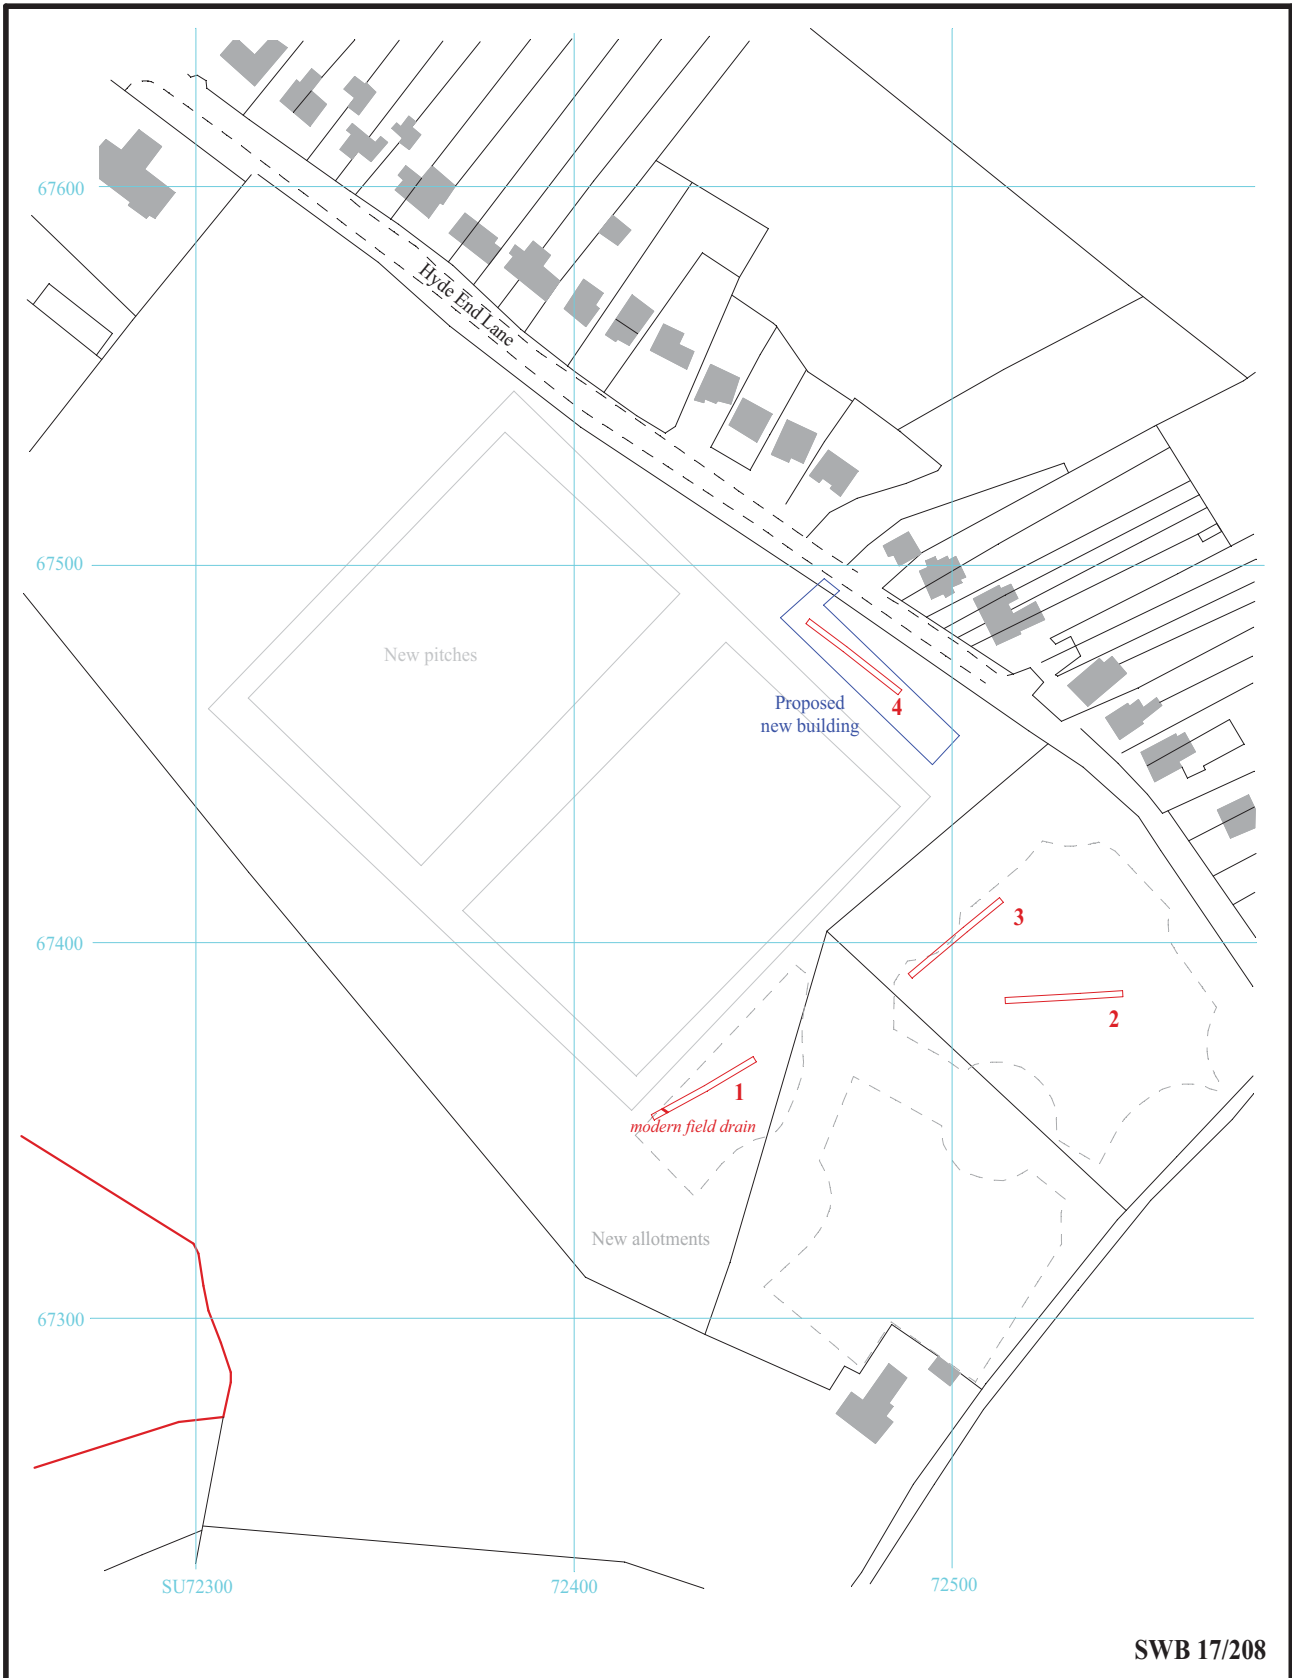 67600
Hyde End Lane
67500
New pitches
Proposed
new building
4
3
67400
2
1
modern field drain
New allotments
67300
SU72300
72400
72500
SWB 17/208